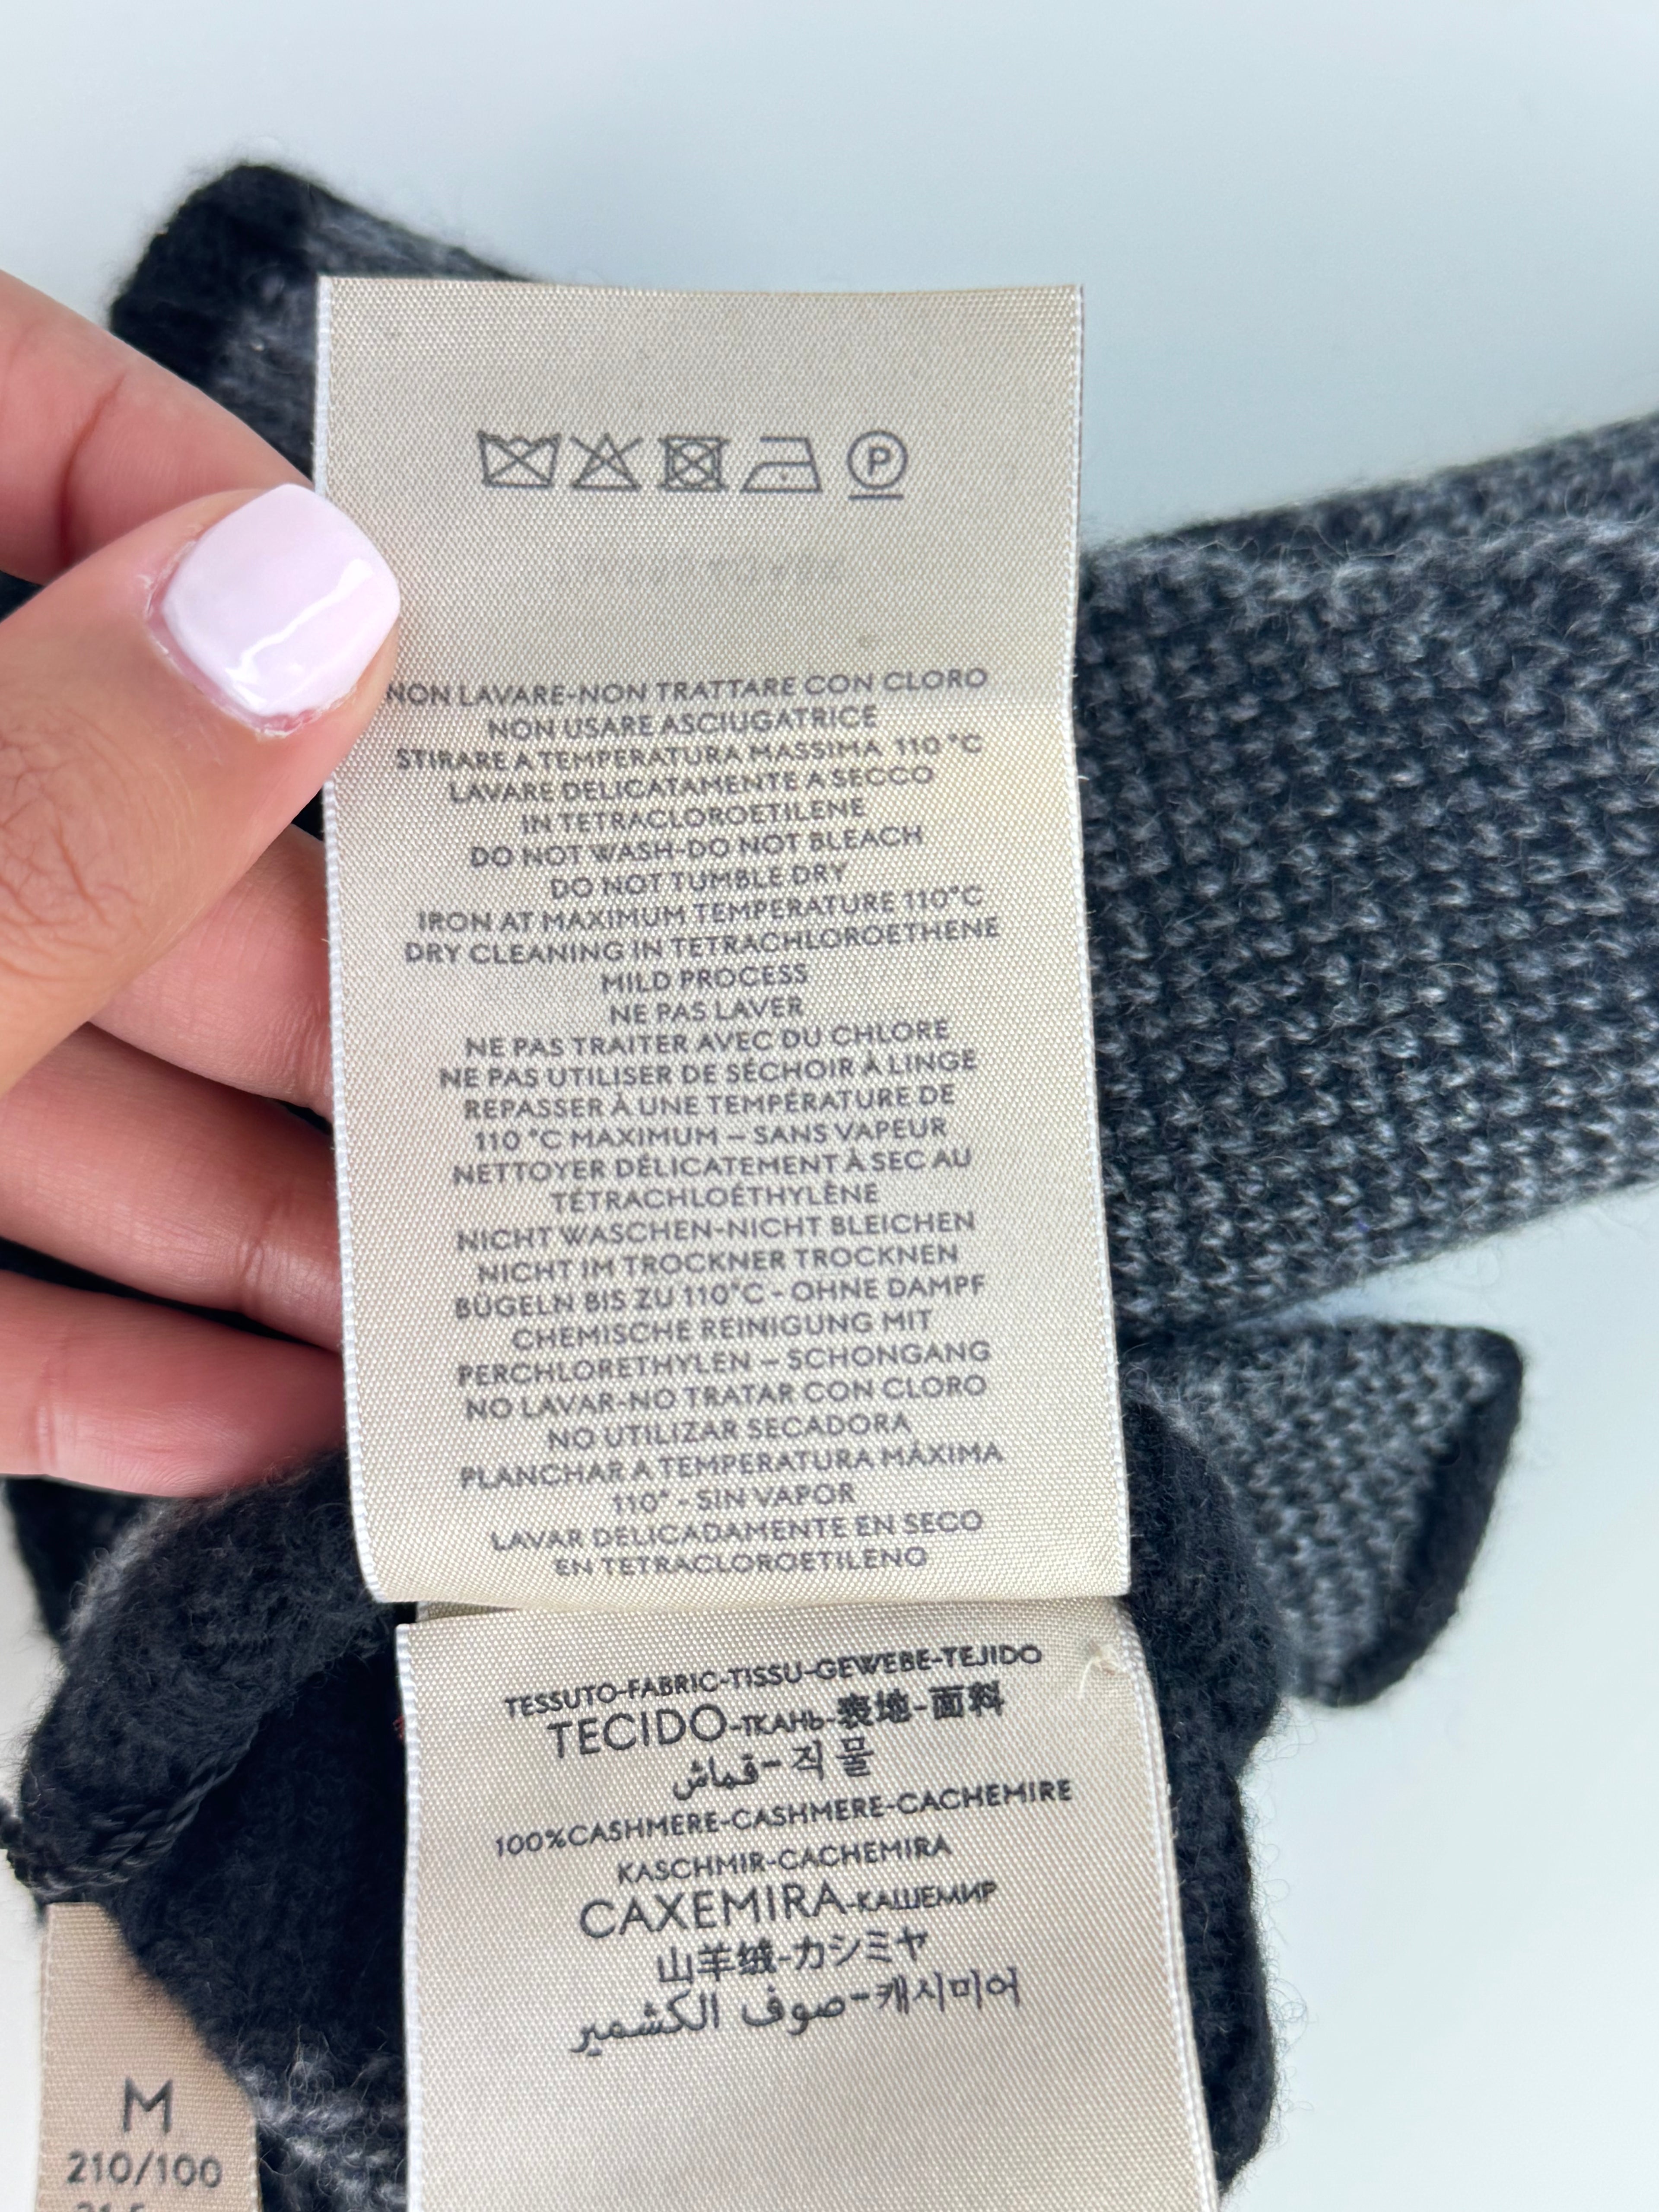 P
NON LAVARE-NON TRATTARE CON CLORO
NON USARE ASCIUGATRICE
STIRARE A TEMPERATURA MASSIMA 110 °C
LAVARE DELICATAMENTE A SECCO
IN TETRACLOROETILENE
DO NOT WASH-DO NOT BLEACH
DO NOT TUMBLE DRY
IRON AT MAXIMUM TEMPERATURE 110°C
DRY CLEANING IN TETRACHLOROETHENE
MILD PROCESS
NE PAS LAVER
NE PAS TRAITER AVEC DU CHLORE
NE PAS UTILISER DE SÉCHOIR À LINGE
REPASSER À UNE TEMPÉRATURE DE
110 °C MAXIMUM – SANS VAPEUR
NETTOYER DÉLICATEMENT À SEC AU
TÉTRACHLOÉTHYLÈNE
NICHT WASCHEN-NICHT BLEICHEN
NICHT IM TROCKNER TROCKNEN
BÜGELN BIS ZU 110°C - OHNE DAMPF
CHEMISCHE REINIGUNG MIT
PERCHLORETHYLEN – SCHONGANG
NO LAVAR-NO TRATAR CON CLORO
NO UTILIZAR SECADORA
PLANCHAR A TEMPERATURA MÁXIMA
110° - SIN VAPOR
LAVAR DELICADAMENTE EN SECO
EN TETRACLOROETILENO
TESSUTO-FABRIC-TISSU-GEWEBE-TEJIDO
TECIDO-ТКАНЬ-表地-面料
قماش-직물
100%CASHMERE-CASHMERE-CACHEMIRE
KASCHMIR-CACHEMIRA
CAXEMIRA-КАШЕМИР
山羊绒-カシミヤ
صوف الكشمير-캐시미어
M
210/100